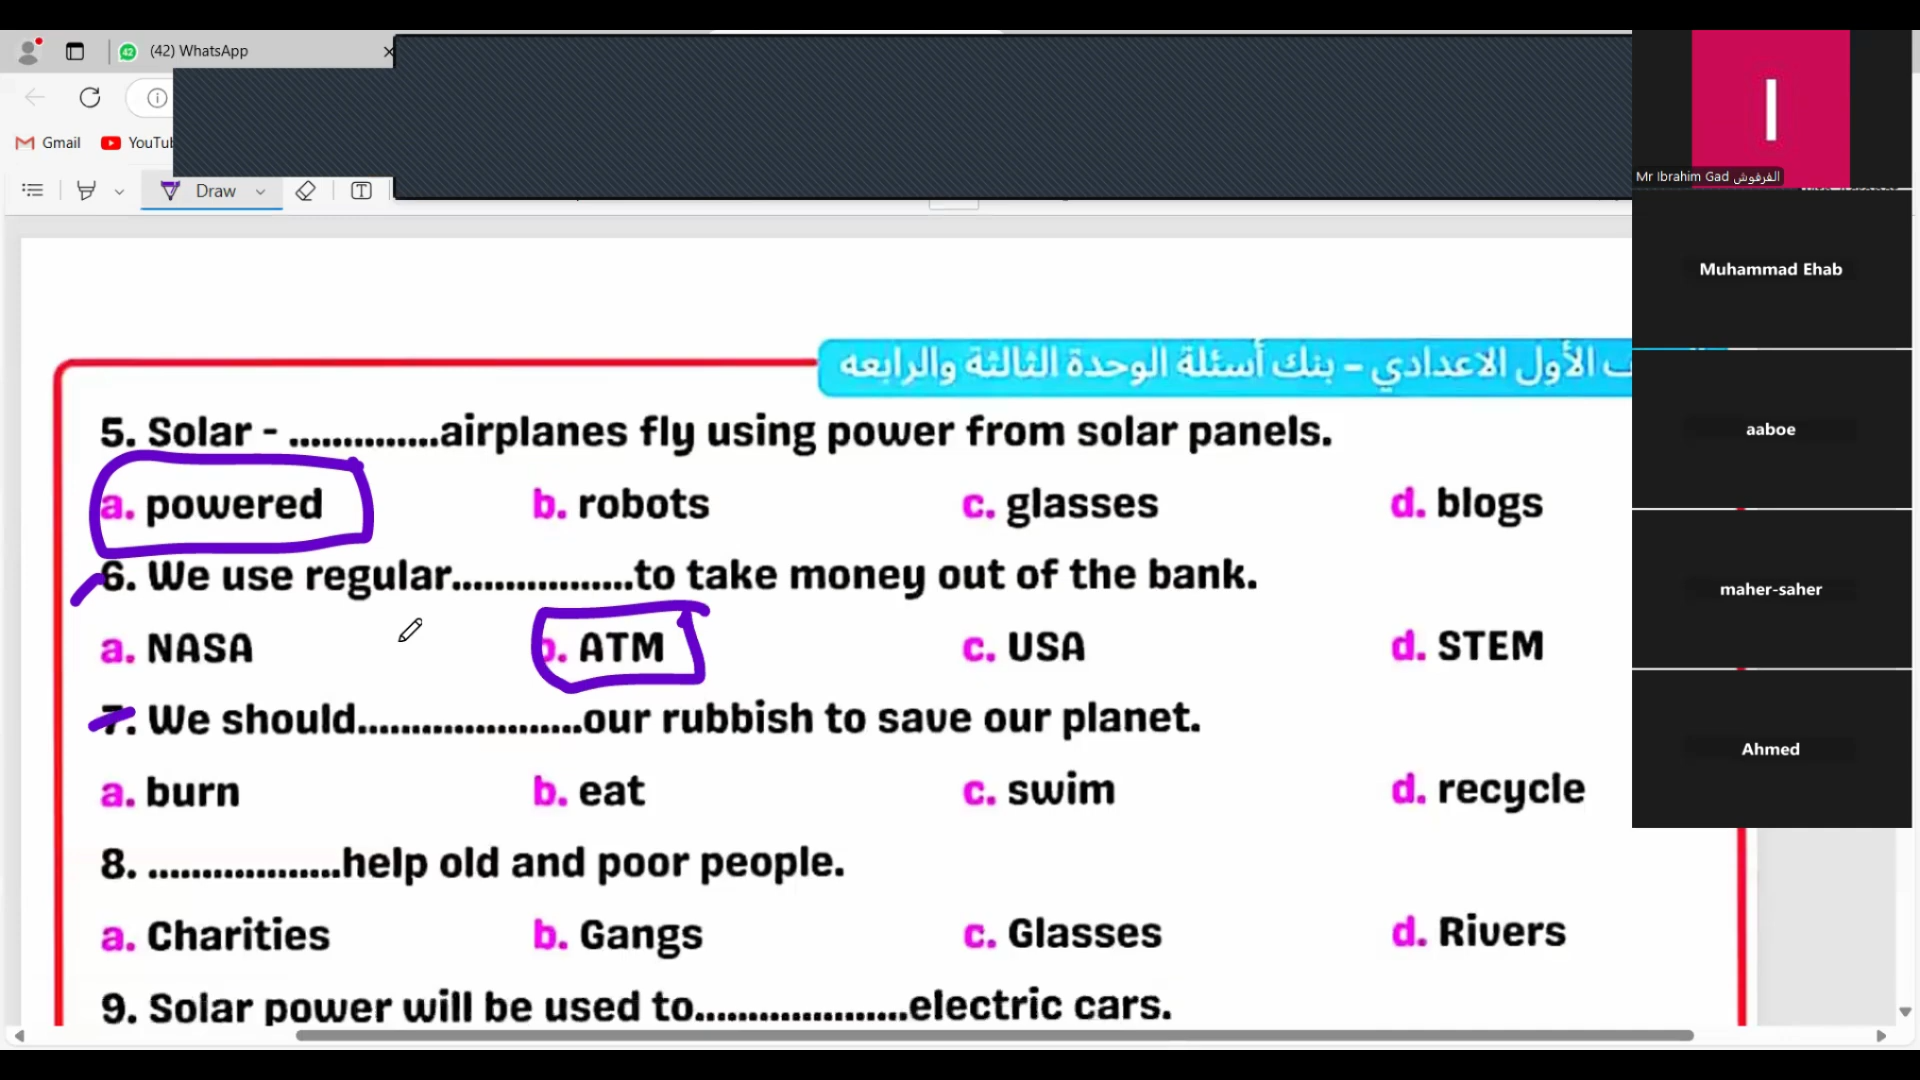 (42) WhatsApp
Gmail
Draw
T
Mr Ibrahim Gad الفرفوش
I
Muhammad Ehab
aaboe
maher-saher
Ahmed
الأول الاعدادي – بنك أسئلة الوحدة الثالثة والرابعه
5. Solar - ..............airplanes fly using power from solar panels.
a. powered b. robots c. glasses d. blogs
6. We use regular.................to take money out of the bank.
a. NASA b. ATM c. USA d. STEM
7. We should.....................our rubbish to save our planet.
a. burn b. eat c. swim d. recycle
8. ..................help old and poor people.
a. Charities b. Gangs c. Glasses d. Rivers
9. Solar power will be used to....................electric cars.